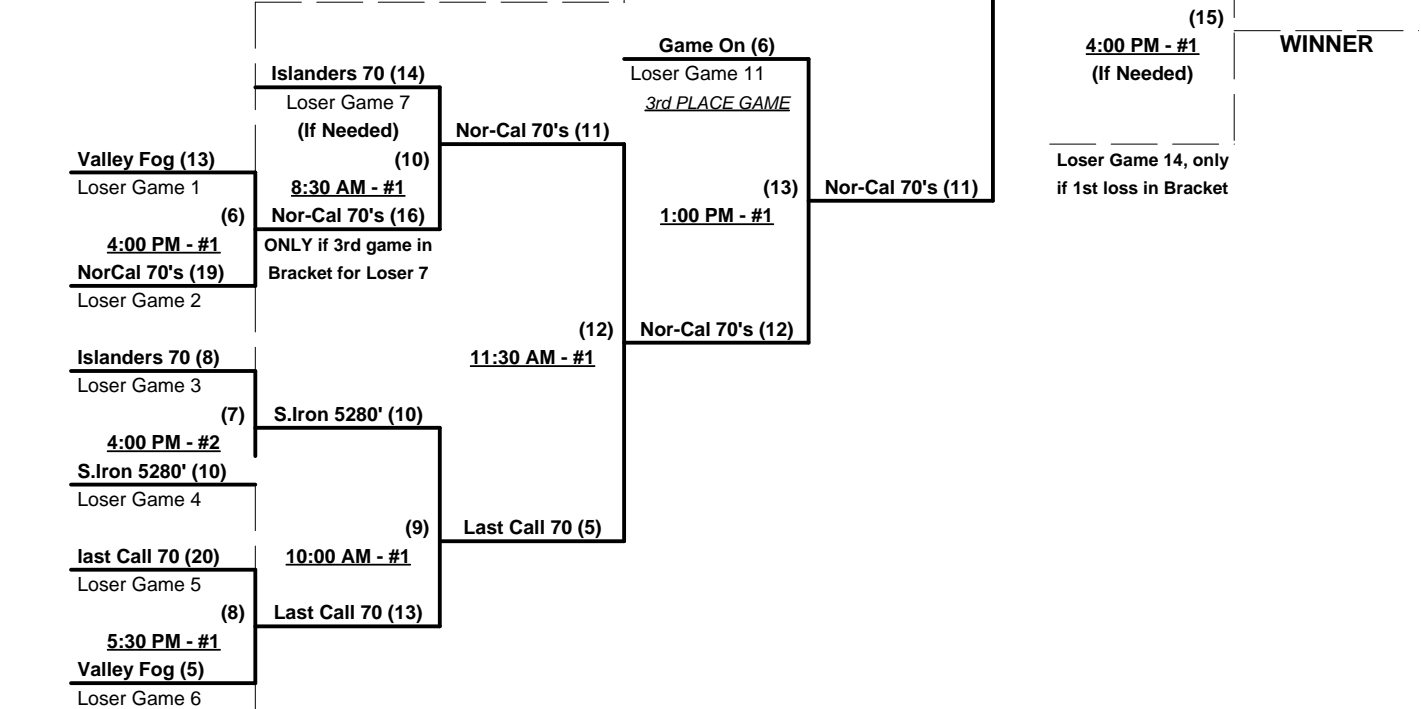 (15)
Game On (6)
4:00 PM - #1
WINNER
Islanders 70 (14)
Loser Game 11
(If Needed)
Loser Game 7
3rd PLACE GAME
(If Needed)
Nor-Cal 70's (11)
Valley Fog (13)
(10)
Loser Game 14, only
Loser Game 1
8:30 AM - #1
(13)
Nor-Cal 70's (11)
if 1st loss in Bracket
(6)
Nor-Cal 70's (16)
1:00 PM - #1
4:00 PM - #1
ONLY if 3rd game in
NorCal 70's (19)
Bracket for Loser 7
Loser Game 2
(12)
Nor-Cal 70's (12)
Islanders 70 (8)
11:30 AM - #1
Loser Game 3
(7)
S.Iron 5280' (10)
4:00 PM - #2
S.Iron 5280' (10)
Loser Game 4
(9)
Last Call 70 (5)
last Call 70 (20)
10:00 AM - #1
Loser Game 5
(8)
Last Call 70 (13)
5:30 PM - #1
Valley Fog (5)
Loser Game 6